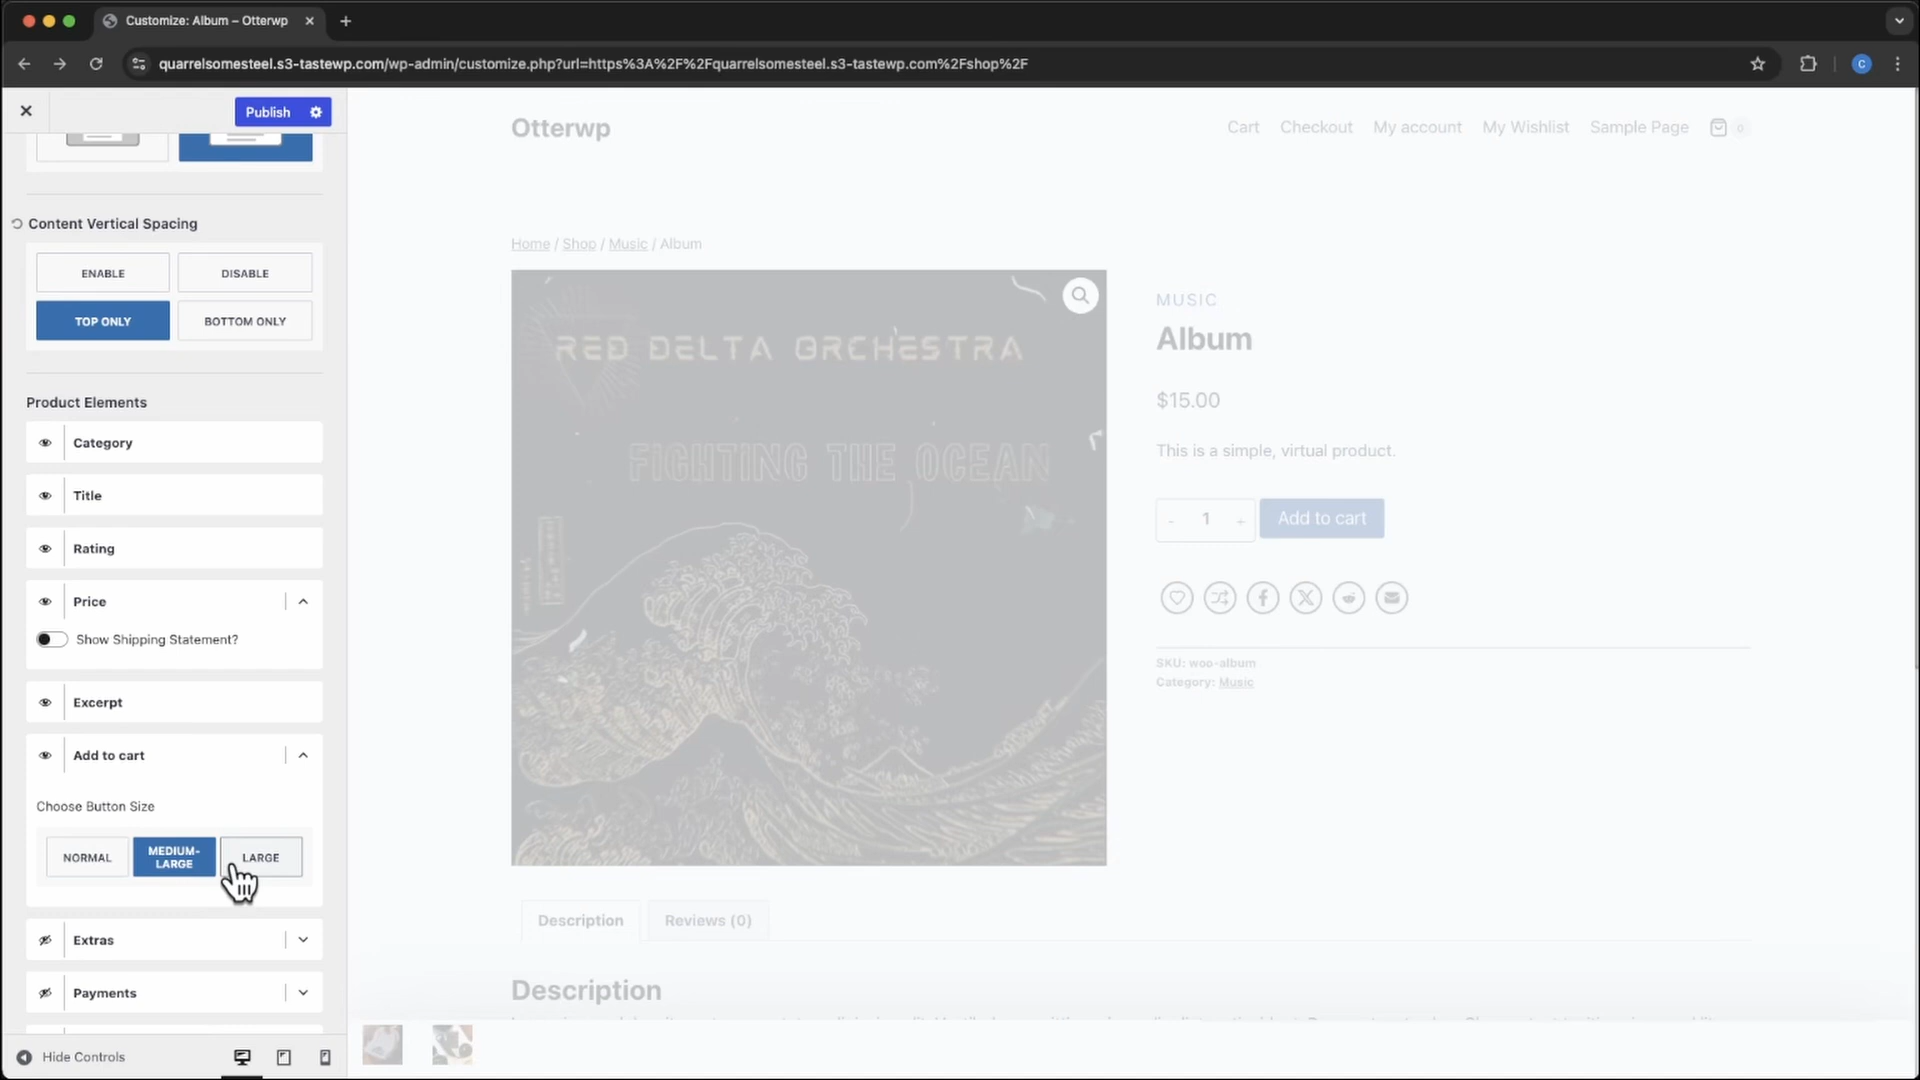 Customize: Album – Otterwp
quarrelsomesteel.s3-tastewp.com/wp-admin/customize.php?url=https%3A%2F%2Fquarrelsomesteel.s3-tastewp.com%2Fshop%2F
C
Publish
Content Vertical Spacing
ENABLE
DISABLE
TOP ONLY
BOTTOM ONLY
Product Elements
Category
Title
Rating
Price
Show Shipping Statement?
Excerpt
Add to cart
Choose Button Size
NORMAL
MEDIUM-
LARGE
LARGE
Extras
Payments
Hide Controls
Otterwp
Cart
Checkout
My account
My Wishlist
Sample Page
0
Home / Shop / Music / Album
RED DELTA ORCHESTRA
FIGHTING THE OCEAN
MUSIC
Album
$15.00
This is a simple, virtual product.
- 1 +
Add to cart
SKU: woo-album
Category: Music
Description
Reviews (0)
Description